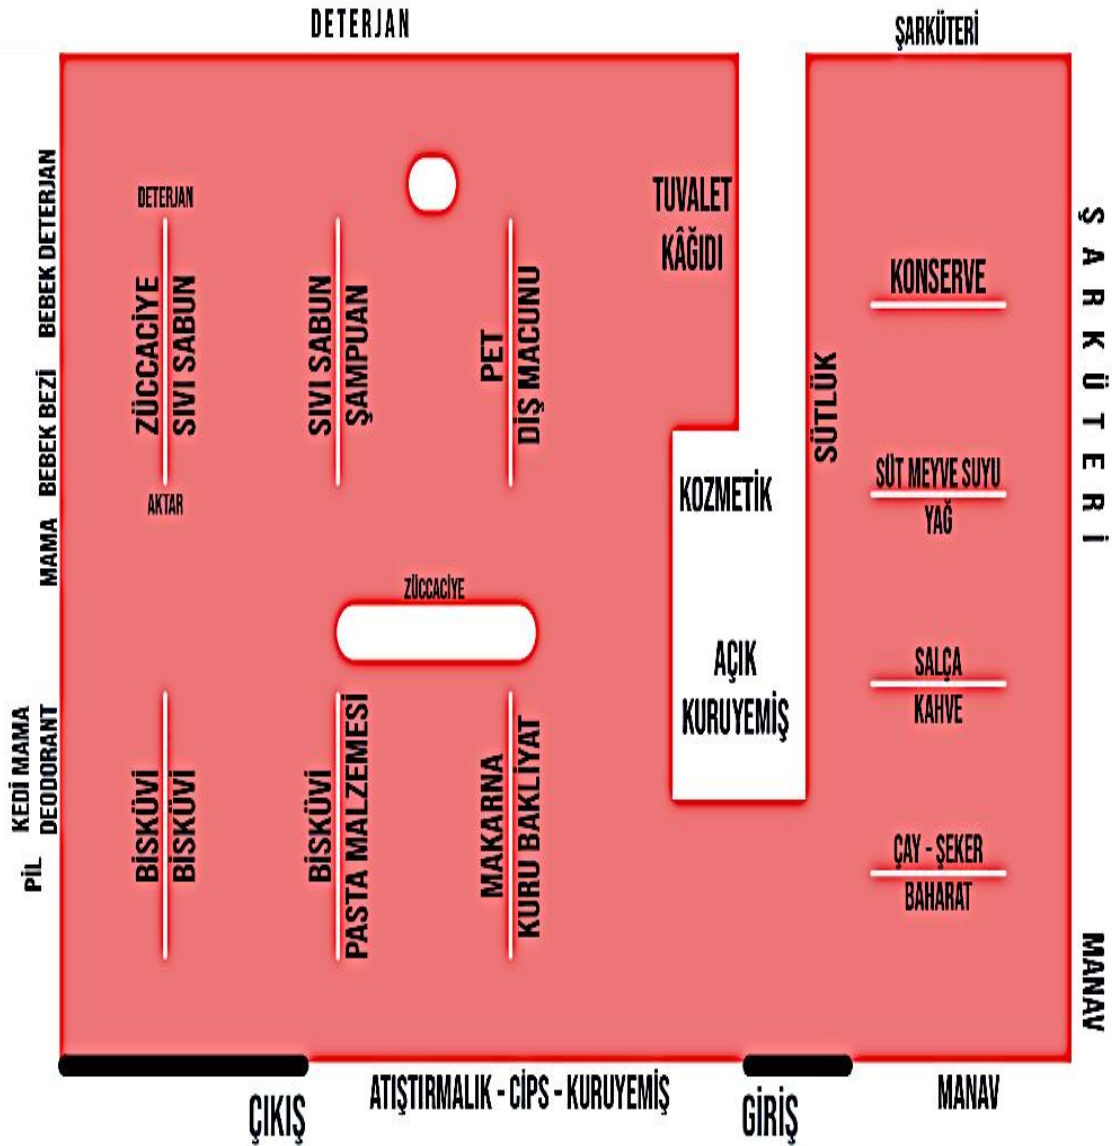 DETERJAN
ŞARKÜTERİ
BEBEK DETERJAN
BEBEK BEZİ
MAMA
KEDİ MAMA
DEODORANT
PİL
DETERJAN
ZÜCCACİYE
SIVI SABUN
AKTAR
SIVI SABUN
ŞAMPUAN
PET
DİŞ MACUNU
TUVALET
KÂĞIDI
KOZMETİK
AÇIK
KURUYEMİŞ
SÜTLÜK
ZÜCCACİYE
BİSKÜVİ
BİSKÜVİ
BİSKÜVİ
PASTA MALZEMESİ
MAKARNA
KURU BAKLİYAT
KONSERVE
SÜT MEYVE SUYU
YAĞ
SALÇA
KAHVE
ÇAY - ŞEKER
BAHARAT
ŞARKÜTERİ
MANAV
ÇIKIŞ
ATIŞTIRMALIK - CİPS - KURUYEMİŞ
GİRİŞ
MANAV